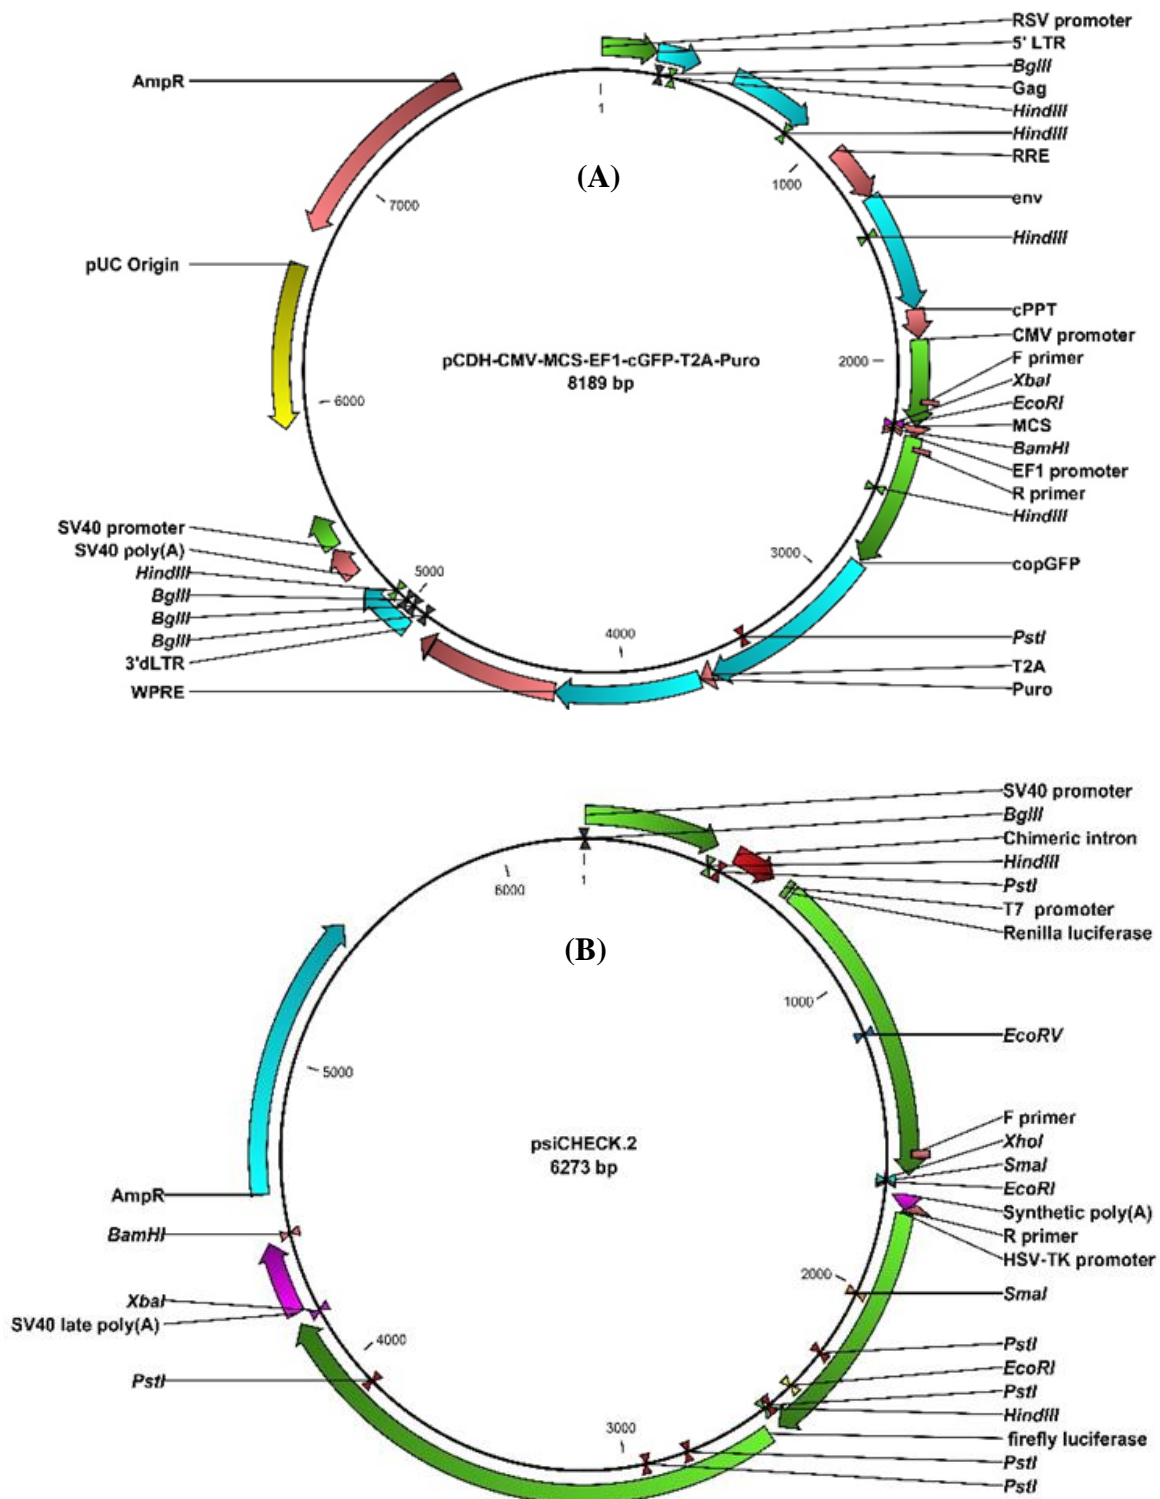 RSV promoter
5' LTR
BglII
Gag
HindIII
HindIII
RRE
env
HindIII
cPPT
CMV promoter
F primer
XbaI
EcoRI
MCS
BamHI
EF1 promoter
R primer
HindIII
copGFP
PstI
T2A
Puro
AmpR
pUC Origin
SV40 promoter
SV40 poly(A)
HindIII
BglII
BglII
BglII
3'dLTR
WPRE
1
1000
2000
3000
4000
5000
6000
7000
(A)
pCDH-CMV-MCS-EF1-cGFP-T2A-Puro
8189 bp
SV40 promoter
BglII
Chimeric intron
HindIII
PstI
T7 promoter
Renilla luciferase
EcoRV
F primer
XhoI
SmaI
EcoRI
Synthetic poly(A)
R primer
HSV-TK promoter
SmaI
PstI
EcoRI
PstI
HindIII
firefly luciferase
PstI
PstI
AmpR
BamHI
XbaI
SV40 late poly(A)
PstI
1
1000
2000
3000
4000
5000
6000
(B)
psiCHECK.2
6273 bp